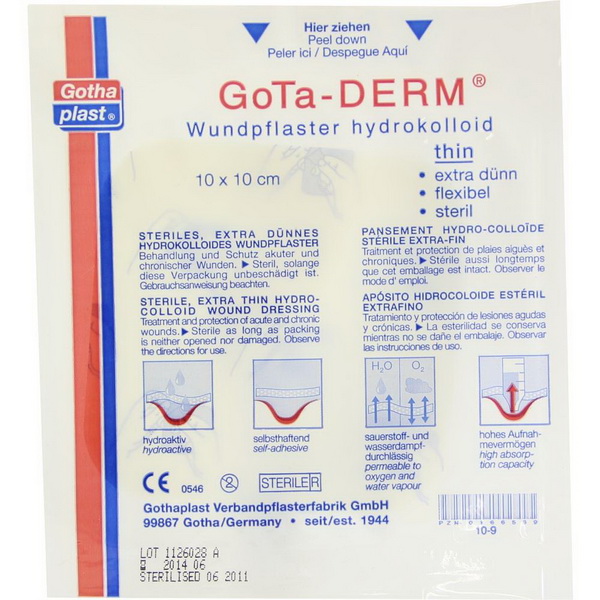 Hier ziehen
Peel down
Peler ici / Despegue Aquí
Gotha
plast®
GoTa-DERM®
Wundpflaster hydrokolloid
thin
10 x 10 cm
• extra dünn
• flexibel
• steril
STERILES, EXTRA DÜNNES
HYDROKOLLOIDES WUNDPFLASTER
Behandlung und Schutz akuter und
chronischer Wunden. ▶ Steril, solange
diese Verpackung unbeschädigt ist.
Gebrauchsanweisung beachten.
STERILE, EXTRA THIN HYDRO-
COLLOID WOUND DRESSING
Treatment and protection of acute and chronic
wounds. ▶ Sterile as long as packing
is neither opened nor damaged. Observe
the directions for use.
PANSEMENT HYDRO-COLLOÏDE
STÉRILE EXTRA-FIN
Traitement et protection de plaies aiguës et
chroniques. ▶ Stérile aussi longtemps
que cet emballage est intact. Observer le
mode d' emploi.
APÓSITO HIDROCOLOIDE ESTÉRIL
EXTRAFINO
Tratamiento y protección de lesiones agudas
y crónicas. ▶ La esterilidad se conserva
mientras no se dañe el embalaje. Observar
las instrucciones de uso.
H₂O
O₂
hydroaktiv
hydroactive
selbsthaftend
self-adhesive
sauerstoff- und
wasserdampf-
durchlässig
permeable to
oxygen and
water vapour
hohes Aufnah-
mevermögen
high absorp-
tion capacity
CE 0546
2
STERILE R
Gothaplast Verbandpflasterfabrik GmbH
99867 Gotha/Germany • seit/est. 1944
10-9
LOT 1126028 A
2014 06
STERILISED 06 2011